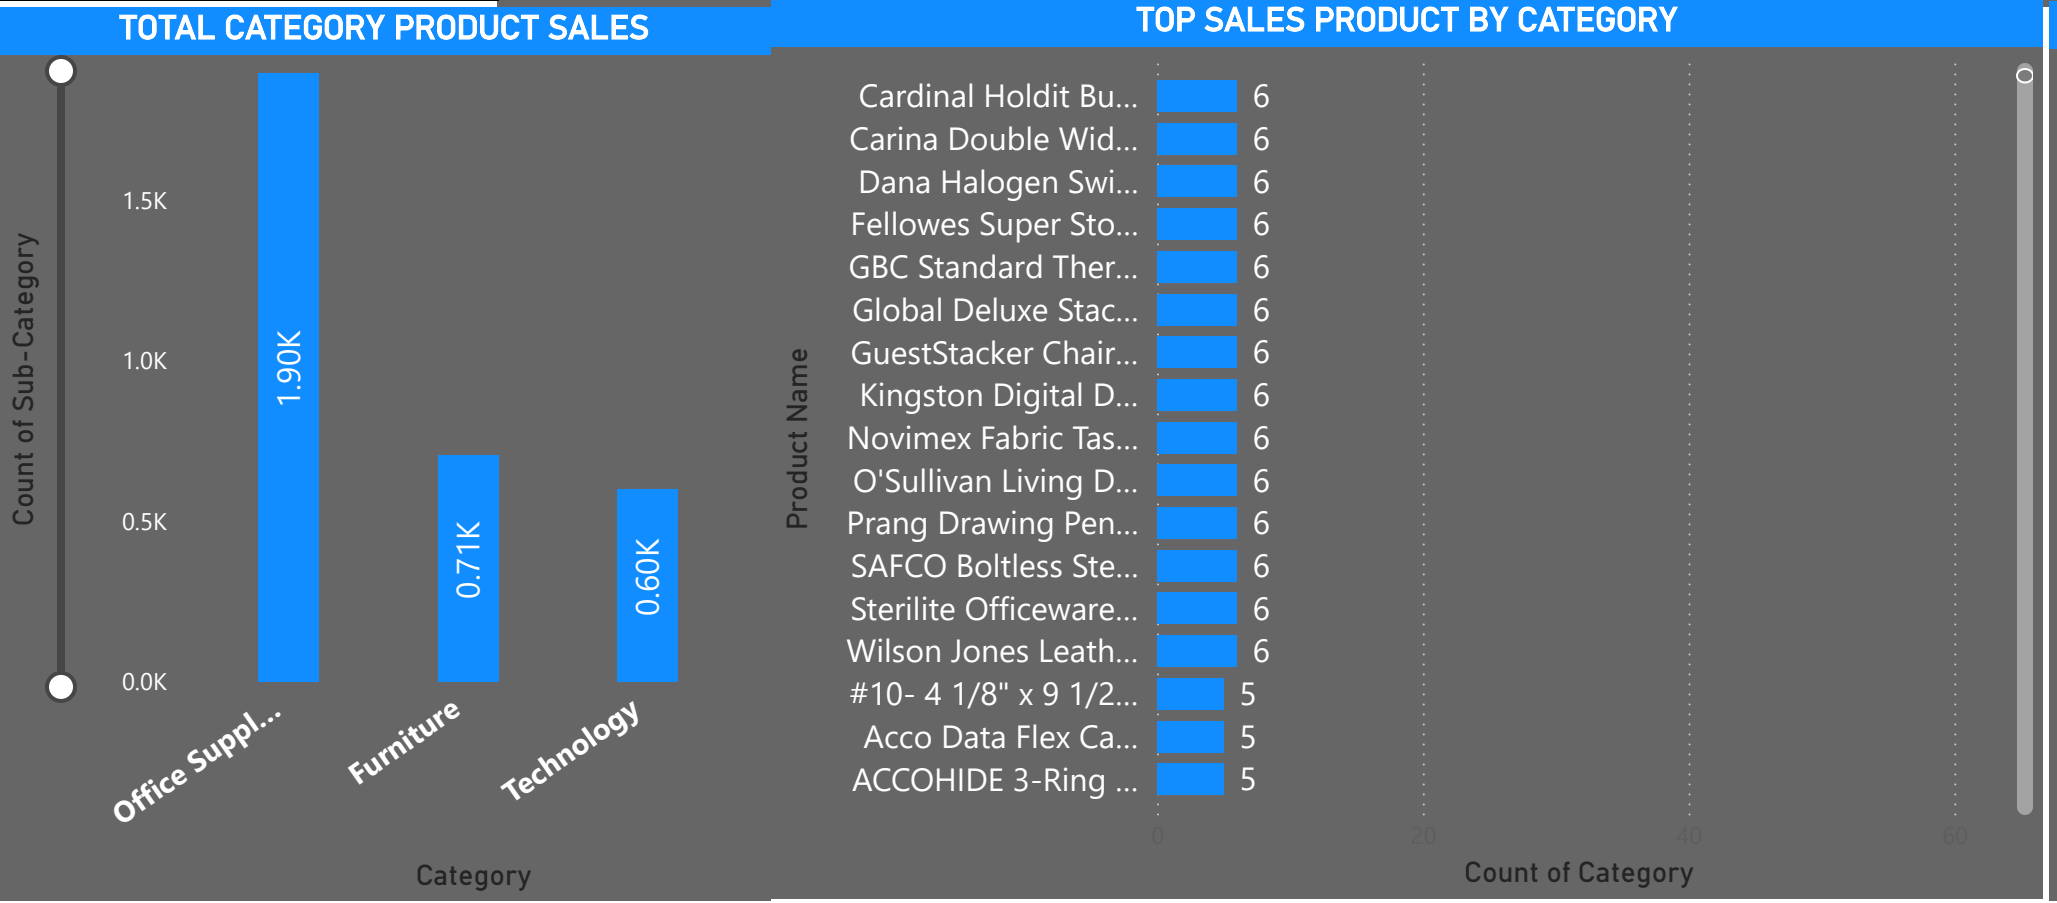 TOTAL CATEGORY PRODUCT SALES
Count of Sub-Category
1.5K
1.0K
0.5K
0.0K
1.90K
0.71K
0.60K
Office Suppl...
Furniture
Technology
Category
TOP SALES PRODUCT BY CATEGORY
Product Name
Cardinal Holdit Bu... 6
Carina Double Wid... 6
Dana Halogen Swi... 6
Fellowes Super Sto... 6
GBC Standard Ther... 6
Global Deluxe Stac... 6
GuestStacker Chair... 6
Kingston Digital D... 6
Novimex Fabric Tas... 6
O'Sullivan Living D... 6
Prang Drawing Pen... 6
SAFCO Boltless Ste... 6
Sterilite Officeware... 6
Wilson Jones Leath... 6
#10- 4 1/8" x 9 1/2... 5
Acco Data Flex Ca... 5
ACCOHIDE 3-Ring ... 5
0 20 40 60
Count of Category